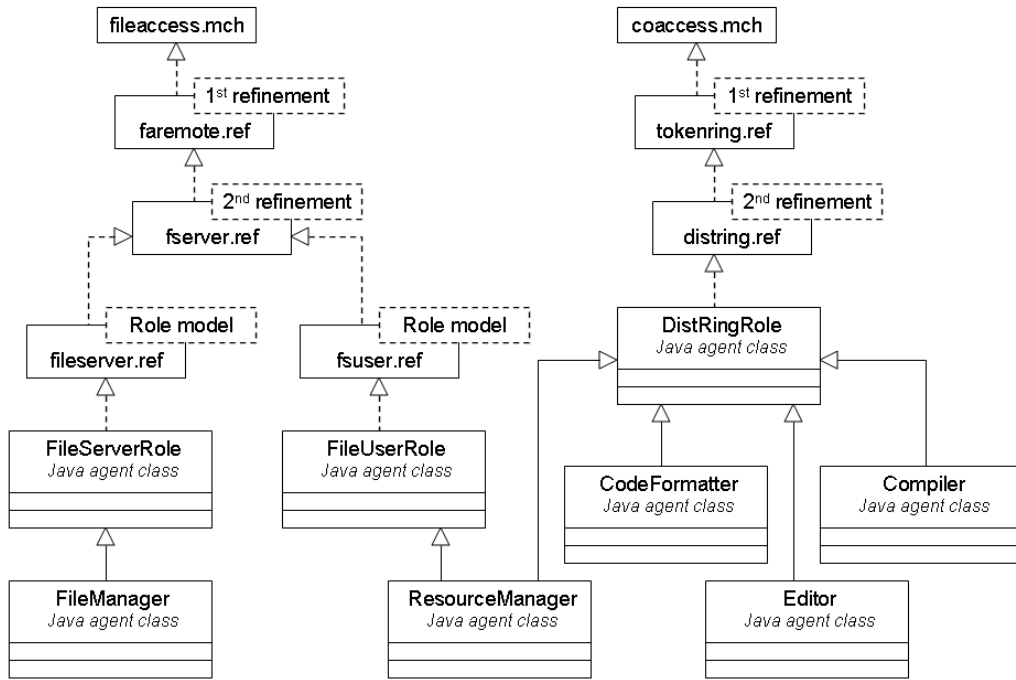 fileaccess.mch
coaccess.mch
1st refinement
faremote.ref
1st refinement
tokenring.ref
2nd refinement
fserver.ref
2nd refinement
distring.ref
Role model
fileserver.ref
Role model
fsuser.ref
DistRingRole
Java agent class
FileServerRole
Java agent class
FileUserRole
Java agent class
CodeFormatter
Java agent class
Compiler
Java agent class
FileManager
Java agent class
ResourceManager
Java agent class
Editor
Java agent class